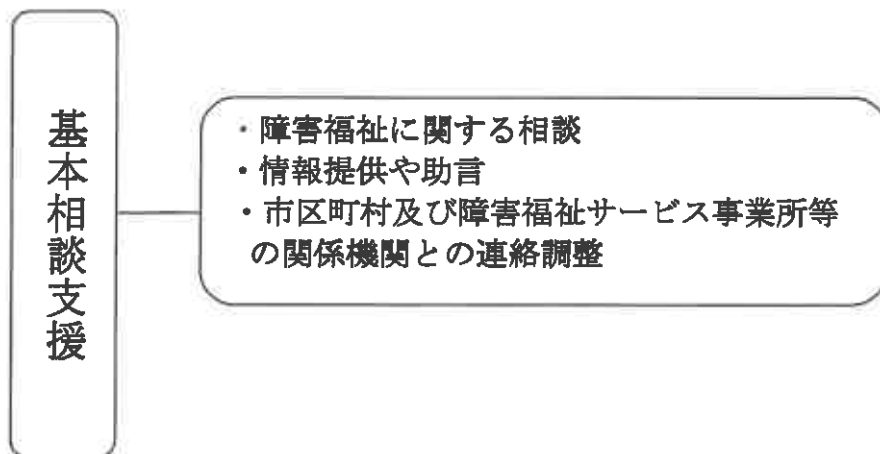 基本相談支援
・障害福祉に関する相談
・情報提供や助言
・市区町村及び障害福祉サービス事業所等
の関係機関との連絡調整